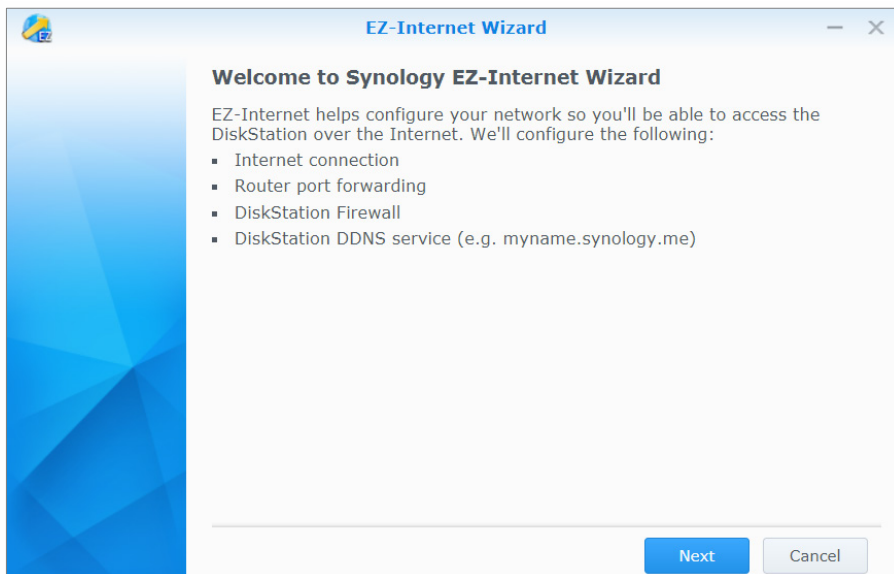 EZ
EZ-Internet Wizard
Welcome to Synology EZ-Internet Wizard
EZ-Internet helps configure your network so you'll be able to access the
DiskStation over the Internet. We'll configure the following:
▪ Internet connection
▪ Router port forwarding
▪ DiskStation Firewall
▪ DiskStation DDNS service (e.g. myname.synology.me)
Next
Cancel